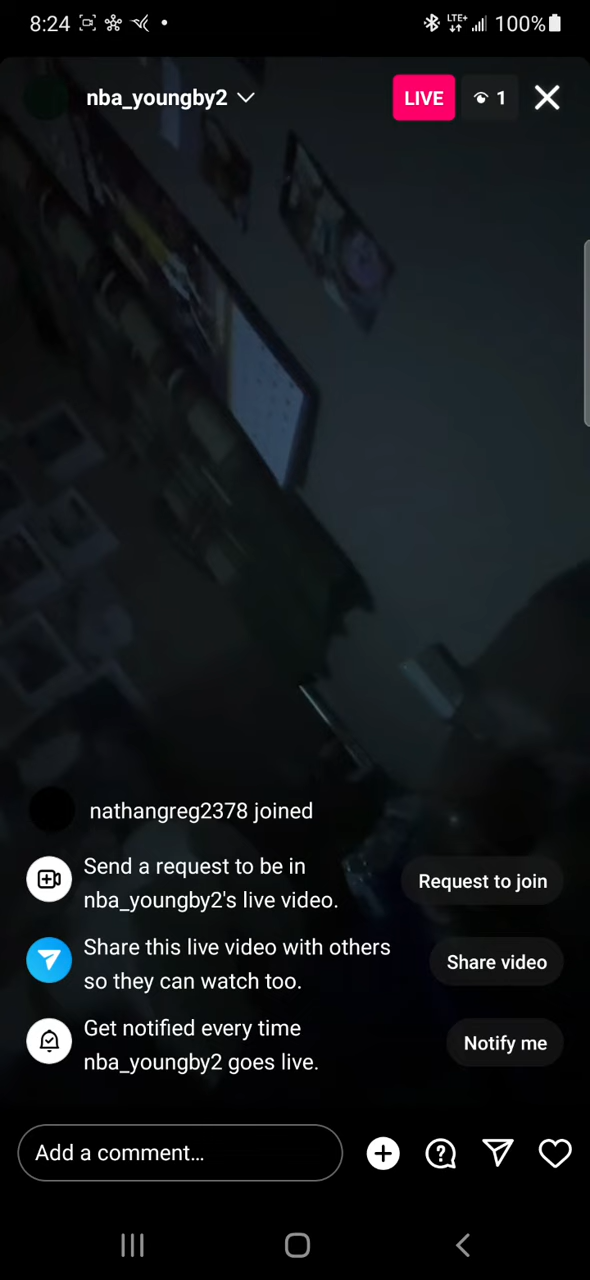 8:24 LTE+ 100%
nba_youngby2 LIVE 1
nathangreg2378 joined
Send a request to be in
nba_youngby2's live video.
Request to join
Share this live video with others
so they can watch too.
Share video
Get notified every time
nba_youngby2 goes live.
Notify me
Add a comment...